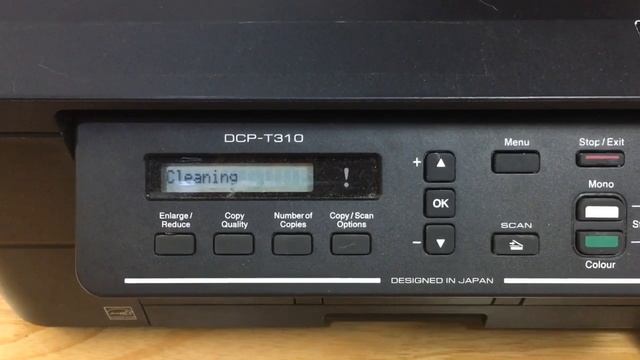 DCP-T310
Cleaning
!
+
OK
−
Menu
Stop / Exit
Mono
SCAN
Colour
Enlarge /
Reduce
Copy
Quality
Number of
Copies
Copy / Scan
Options
DESIGNED IN JAPAN